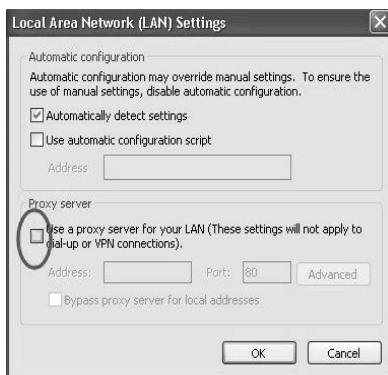 Local Area Network (LAN) Settings
Automatic configuration
Automatic configuration may override manual settings. To ensure the
use of manual settings, disable automatic configuration.
Automatically detect settings
Use automatic configuration script
Address
Proxy server
Use a proxy server for your LAN (These settings will not apply to
dial-up or VPN connections).
Address: Port: 80 Advanced
Bypass proxy server for local addresses
OK Cancel